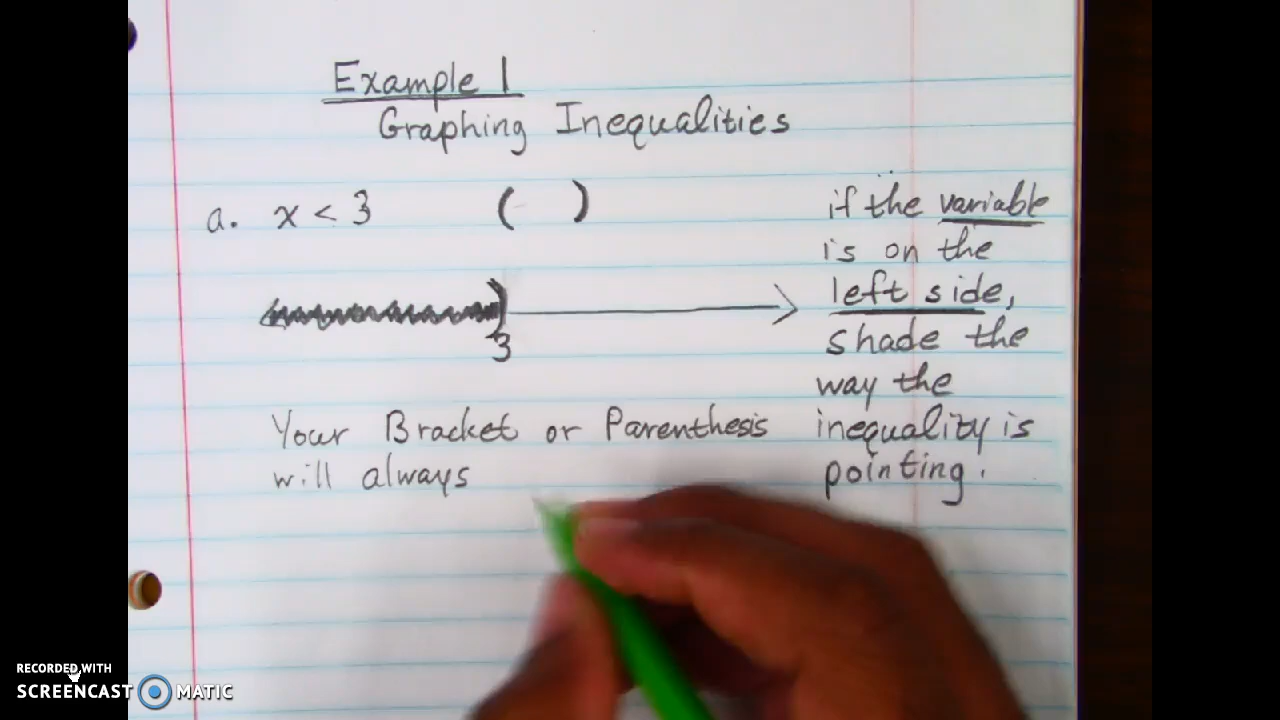 Example 1
Graphing Inequalities
a. x < 3 ( )
)
3
Your Bracket or Parenthesis
will always
if the variable
is on the
left side,
shade the
way the
inequality is
pointing.
RECORDED WITH
SCREENCAST MATIC